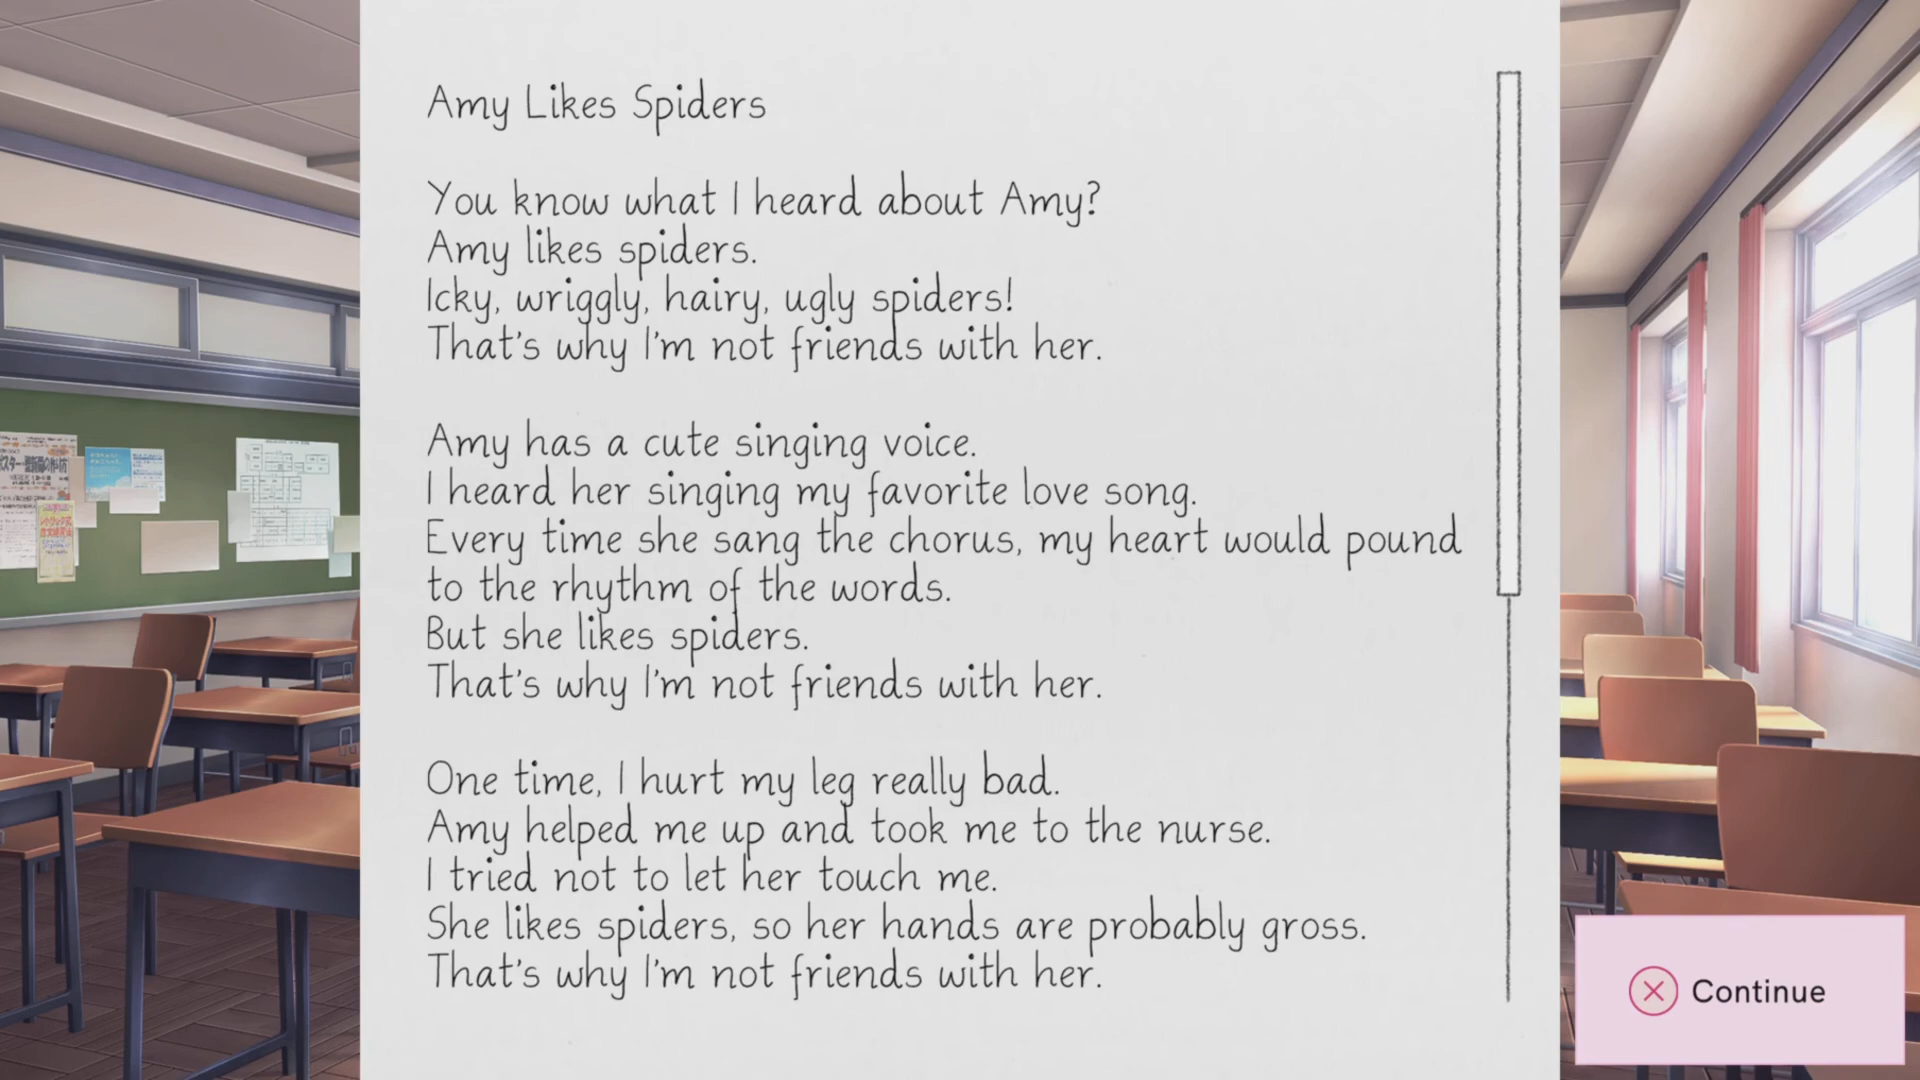 Amy Likes Spiders
You know what I heard about Amy?
Amy likes spiders.
Icky, wriggly, hairy, ugly spiders!
That's why I'm not friends with her.
Amy has a cute singing voice.
I heard her singing my favorite love song.
Every time she sang the chorus, my heart would pound
to the rhythm of the words.
But she likes spiders.
That's why I'm not friends with her.
One time, I hurt my leg really bad.
Amy helped me up and took me to the nurse.
I tried not to let her touch me.
She likes spiders, so her hands are probably gross.
That's why I'm not friends with her.
Continue